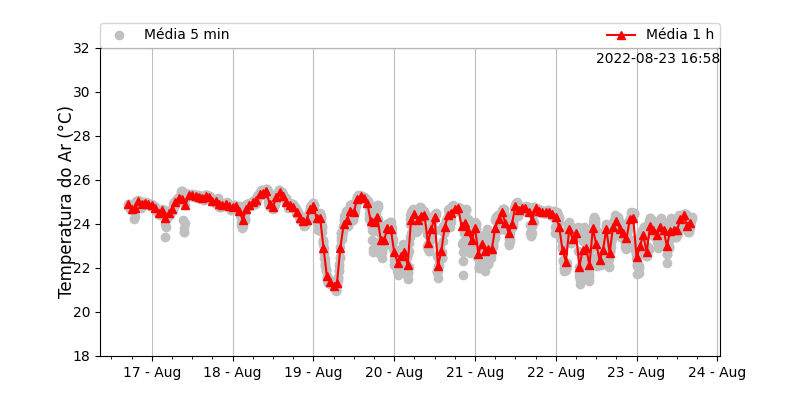 Média 5 min
Média 1 h
2022-08-23 16:58
Temperatura do Ar (°C)
32
30
28
26
24
22
20
18
17 - Aug
18 - Aug
19 - Aug
20 - Aug
21 - Aug
22 - Aug
23 - Aug
24 - Aug